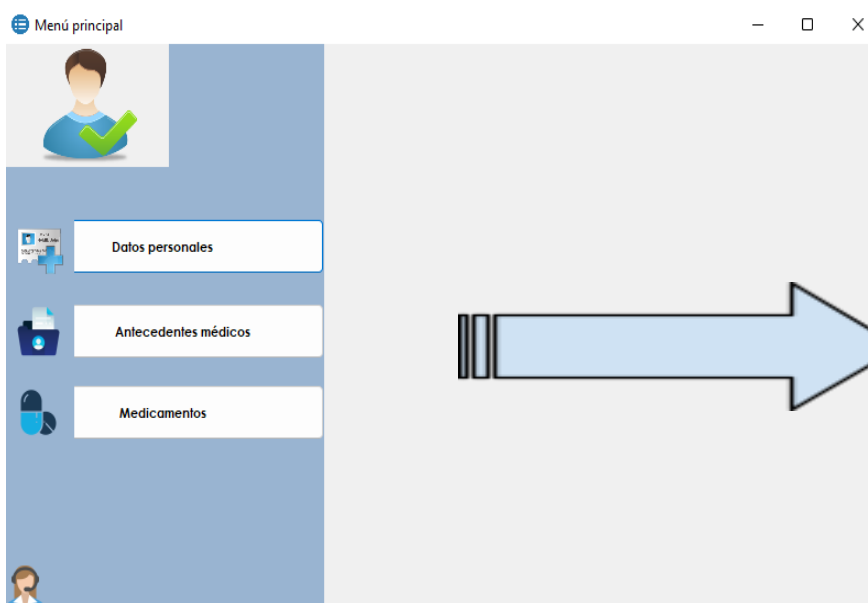 Menú principal
Datos personales
Antecedentes médicos
Medicamentos